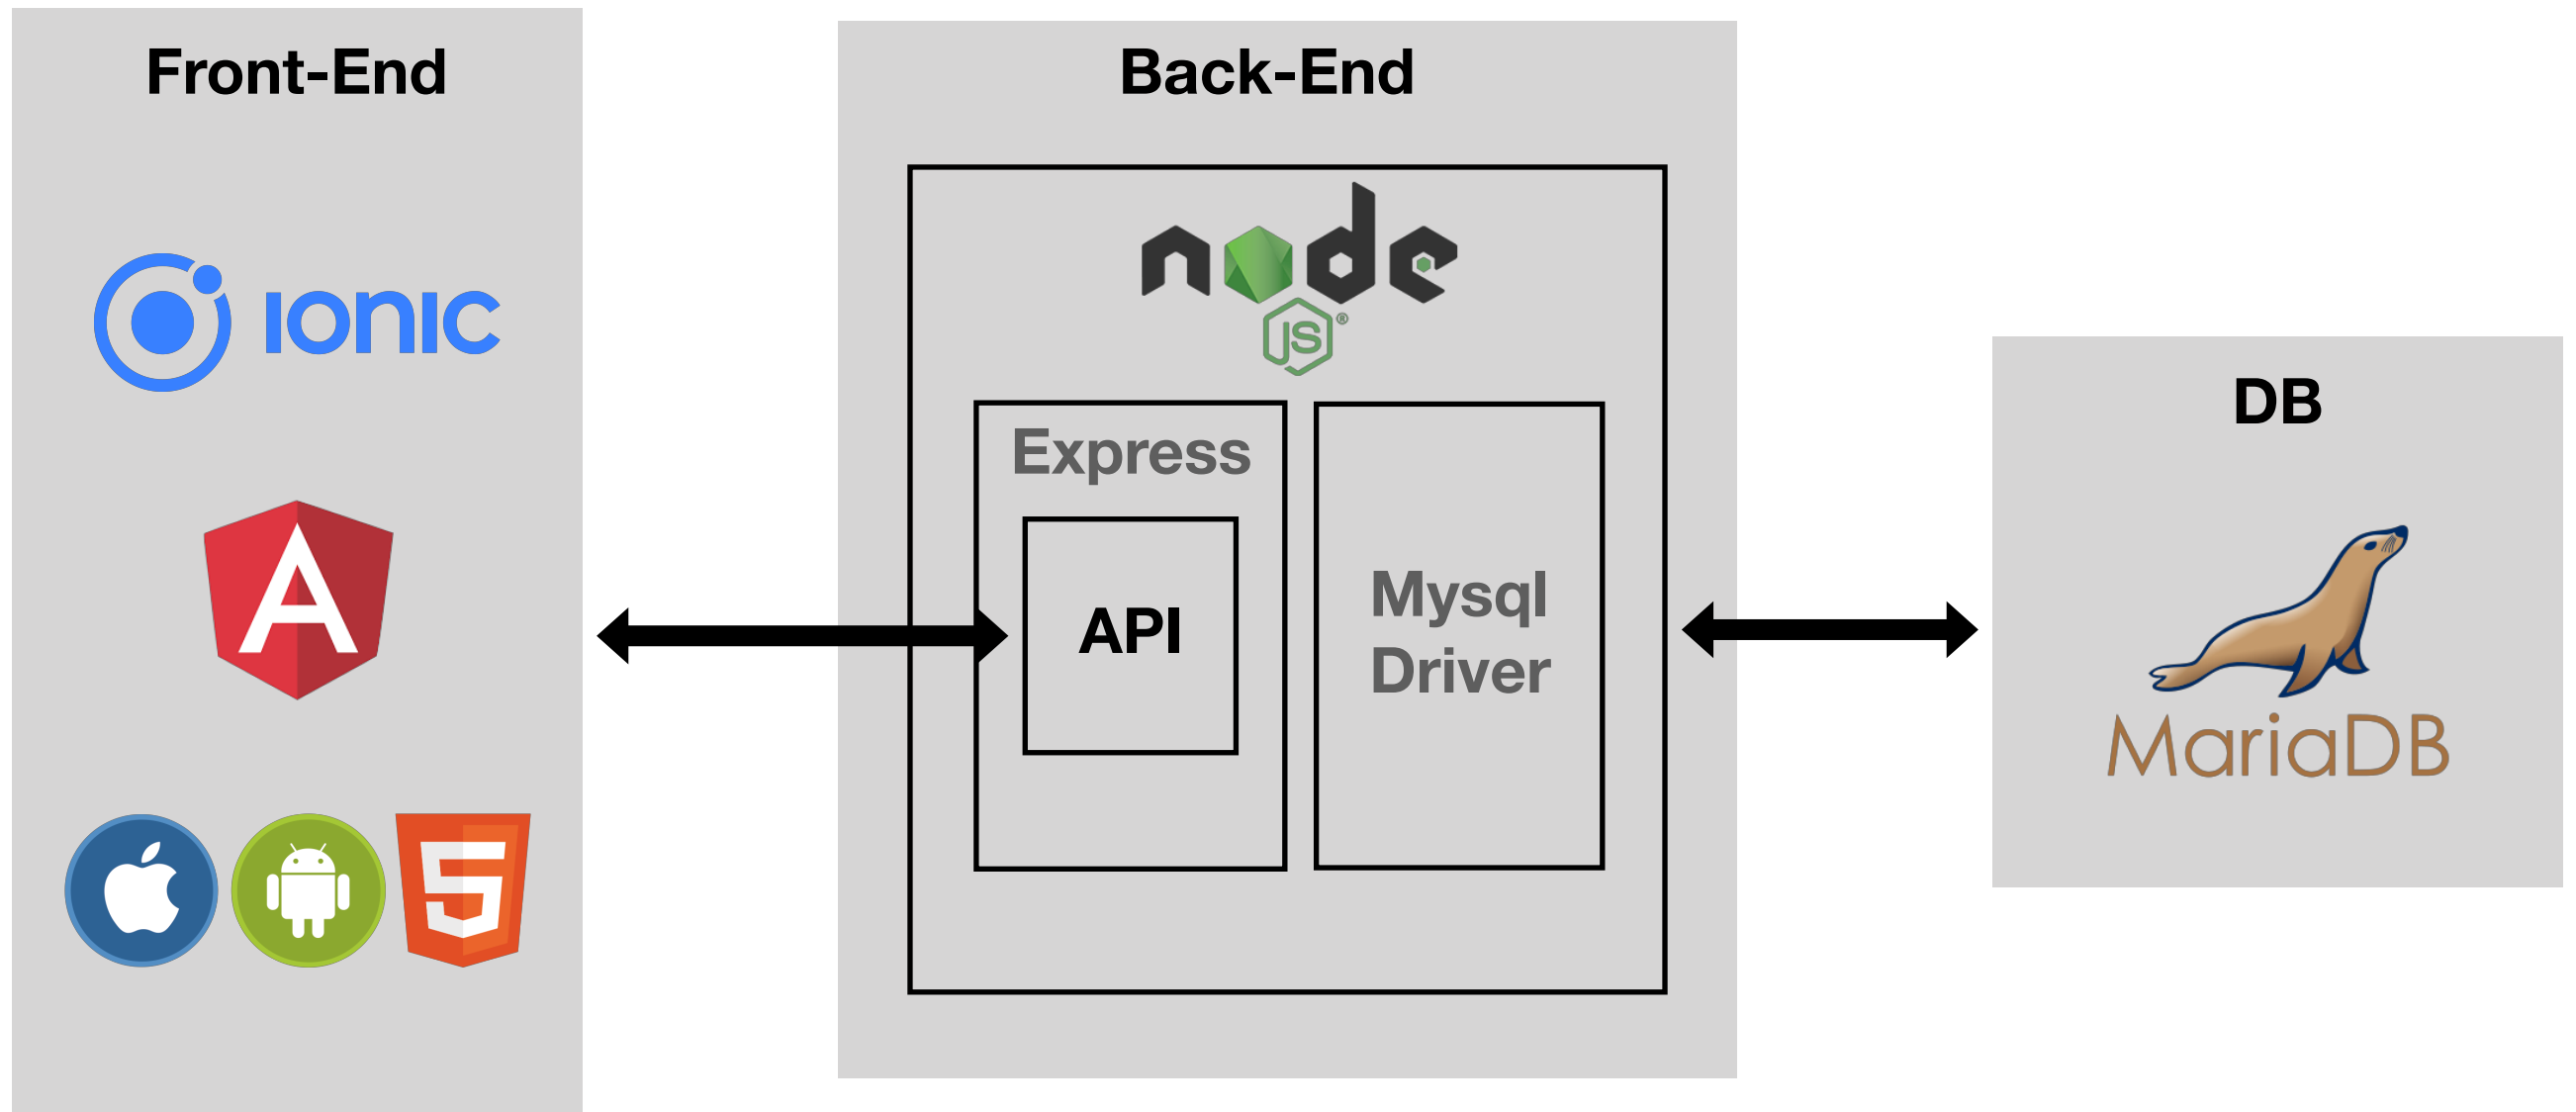 Front-End
Back-End
IONIC
node
JS®
DB
Express
API
Mysql
Driver
MariaDB